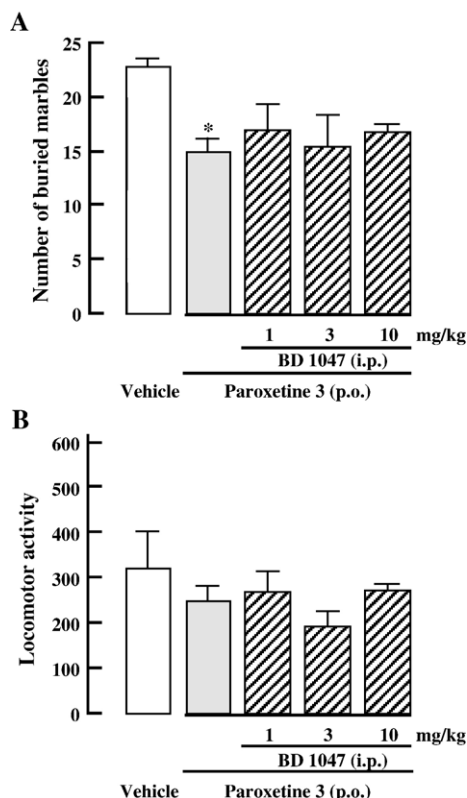 A
Number of buried marbles
25
20
15
10
5
0
*
1 3 10 mg/kg
BD 1047 (i.p.)
Vehicle Paroxetine 3 (p.o.)
B
Locomotor activity
600
500
400
300
200
100
0
1 3 10 mg/kg
BD 1047 (i.p.)
Vehicle Paroxetine 3 (p.o.)